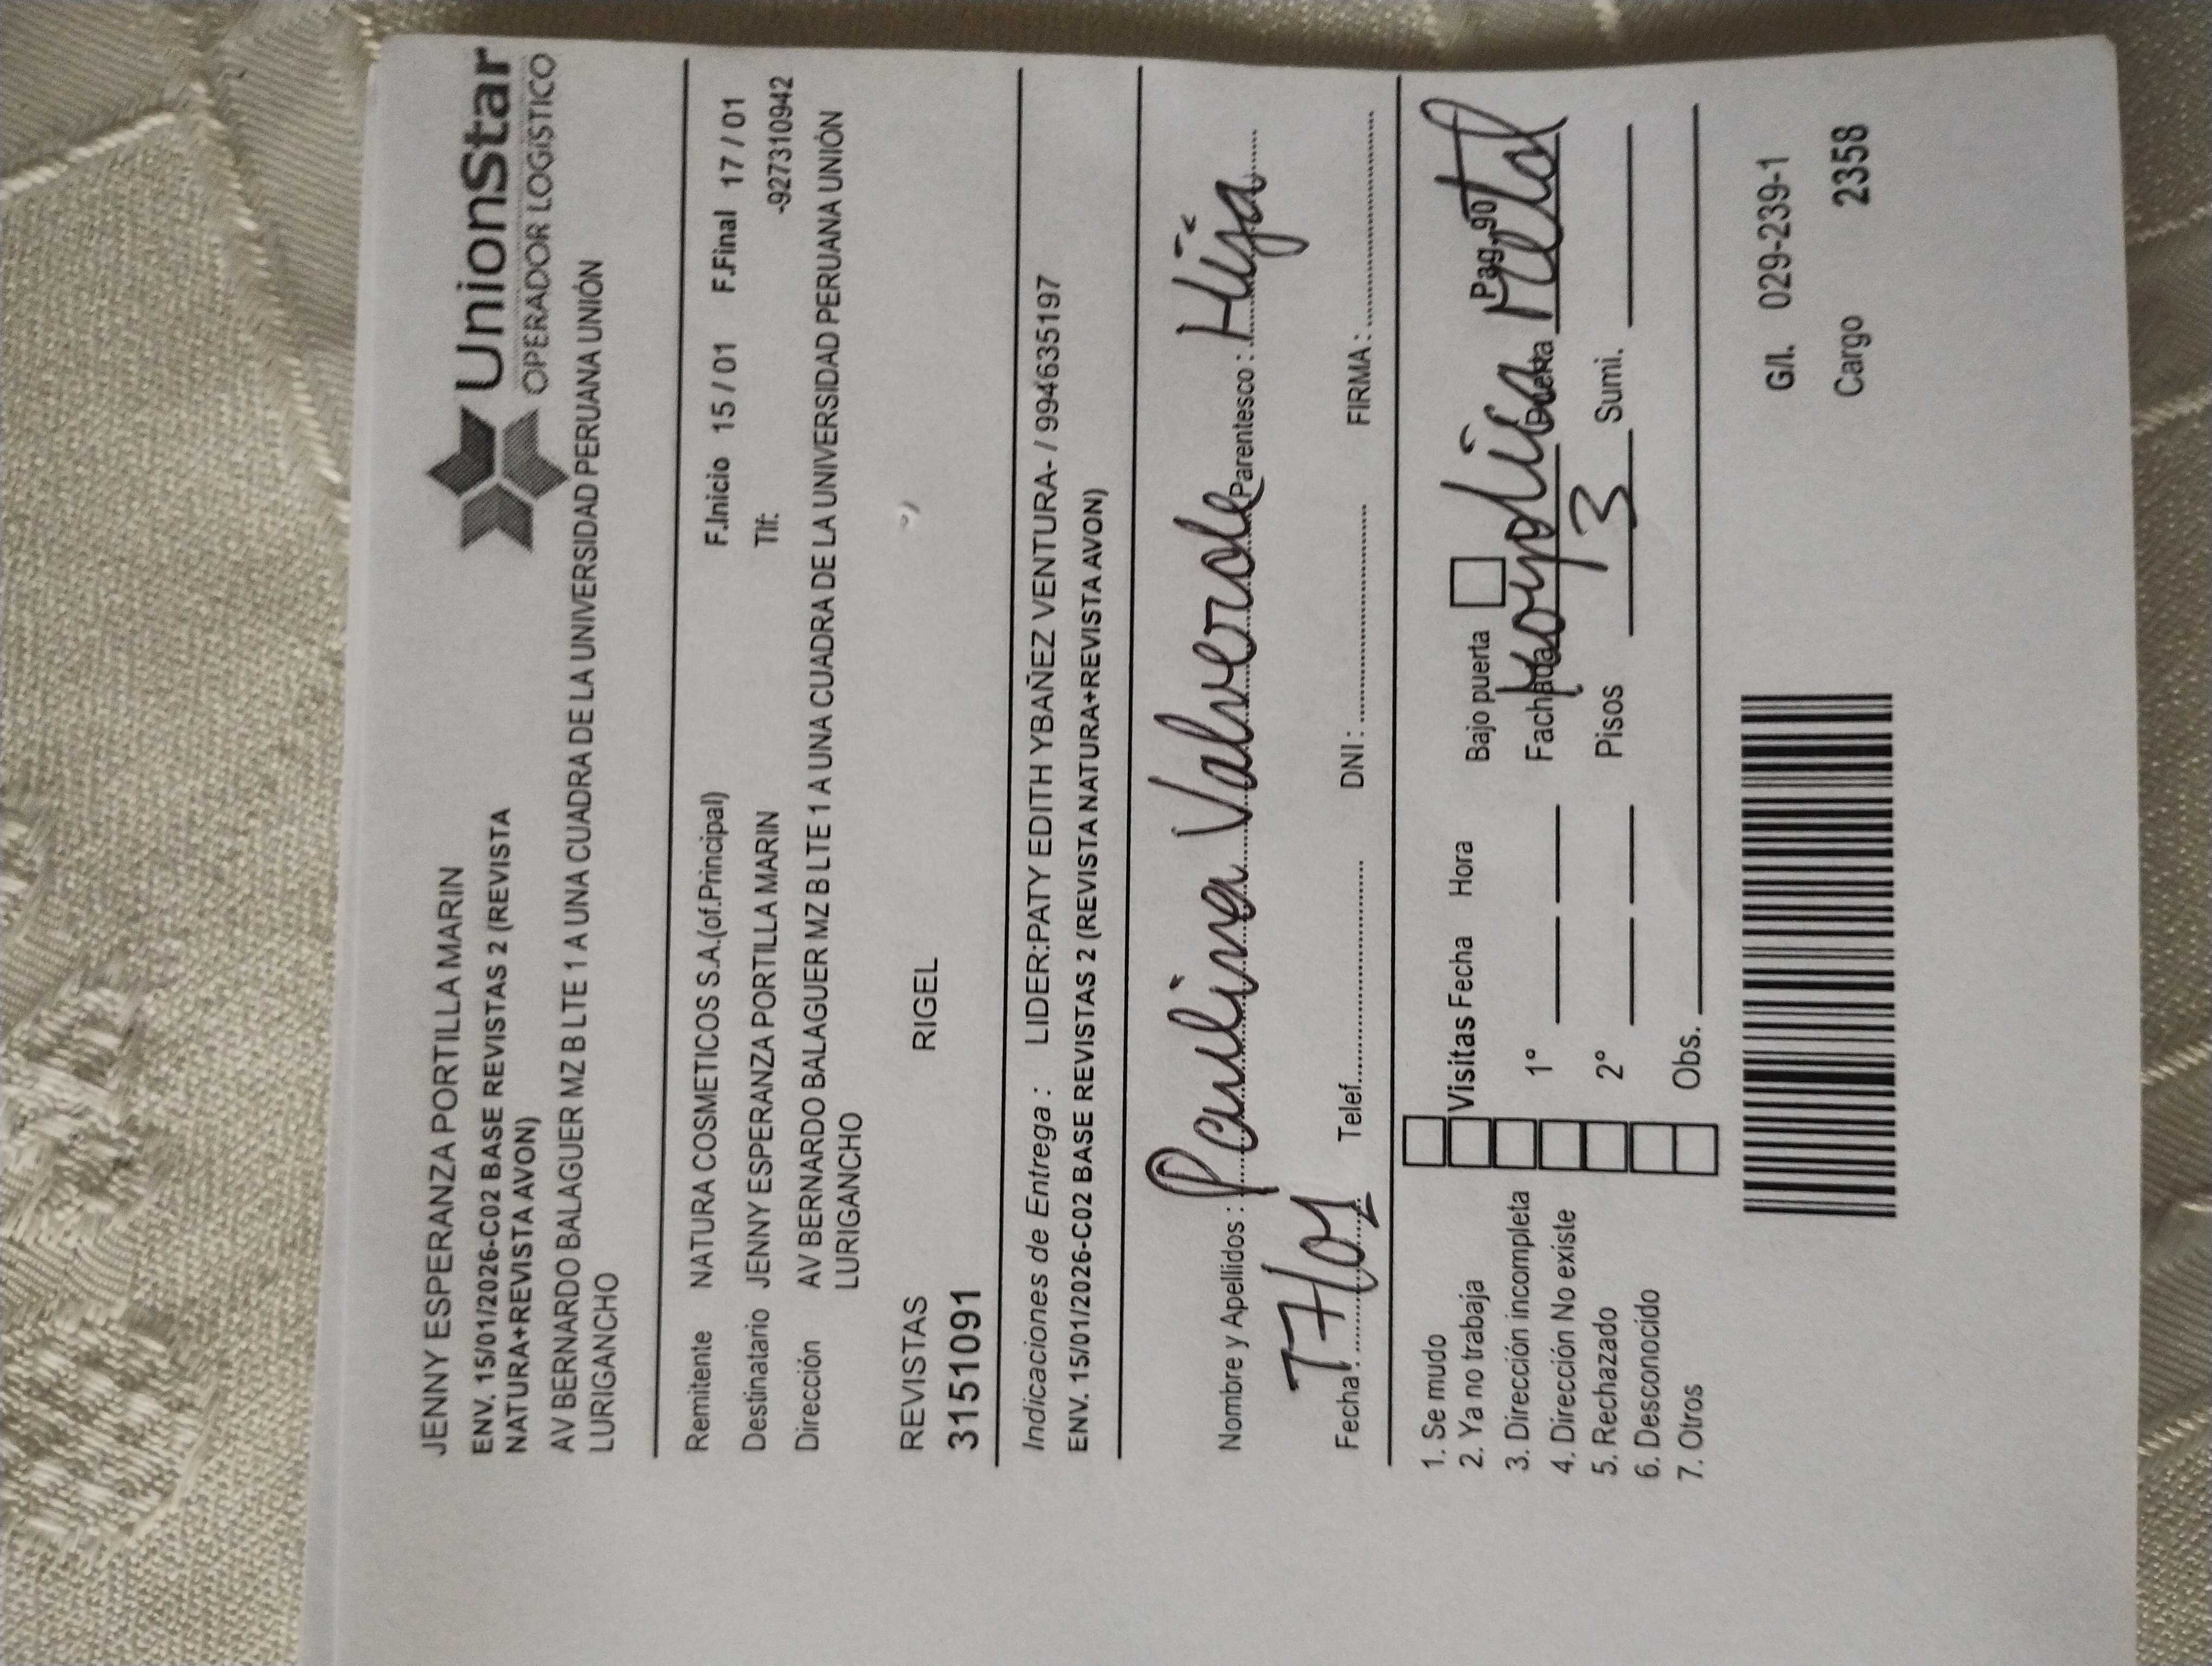 UnionStar
OPERADOR LOGÍSTICO
JENNY ESPERANZA PORTILLA MARIN
ENV. 15/01/2026-C02 BASE REVISTAS 2 (REVISTA
NATURA+REVISTA AVON)
AV BERNARDO BALAGUER MZ B LTE 1 A UNA CUADRA DE LA UNIVERSIDAD PERUANA UNIÓN
LURIGANCHO
Remitente NATURA COSMETICOS S.A.(of.Principal) F.Inicio 15 / 01 F.Final 17 / 01
Destinatario JENNY ESPERANZA PORTILLA MARIN Tlf: -927310942
Dirección AV BERNARDO BALAGUER MZ B LTE 1 A UNA CUADRA DE LA UNIVERSIDAD PERUANA UNIÓN
LURIGANCHO
REVISTAS RIGEL
3151091
Indicaciones de Entrega : LIDER:PATY EDITH YBAÑEZ VENTURA- / 994635197
ENV. 15/01/2026-C02 BASE REVISTAS 2 (REVISTA NATURA+REVISTA AVON)
Nombre y Apellidos : Paulina Valverde Parentesco : Hija
Fecha : Telef. DNI : FIRMA :
1. Se mudo
2. Ya no trabaja
3. Dirección incompleta
4. Dirección No existe
5. Rechazado
6. Desconocido
7. Otros
Visitas Fecha Hora Bajo puerta Pag-90
1° Fachada Puerta Metal
2° Pisos 3 Sumi.
Obs.
G/l. 029-239-1
Cargo 2358